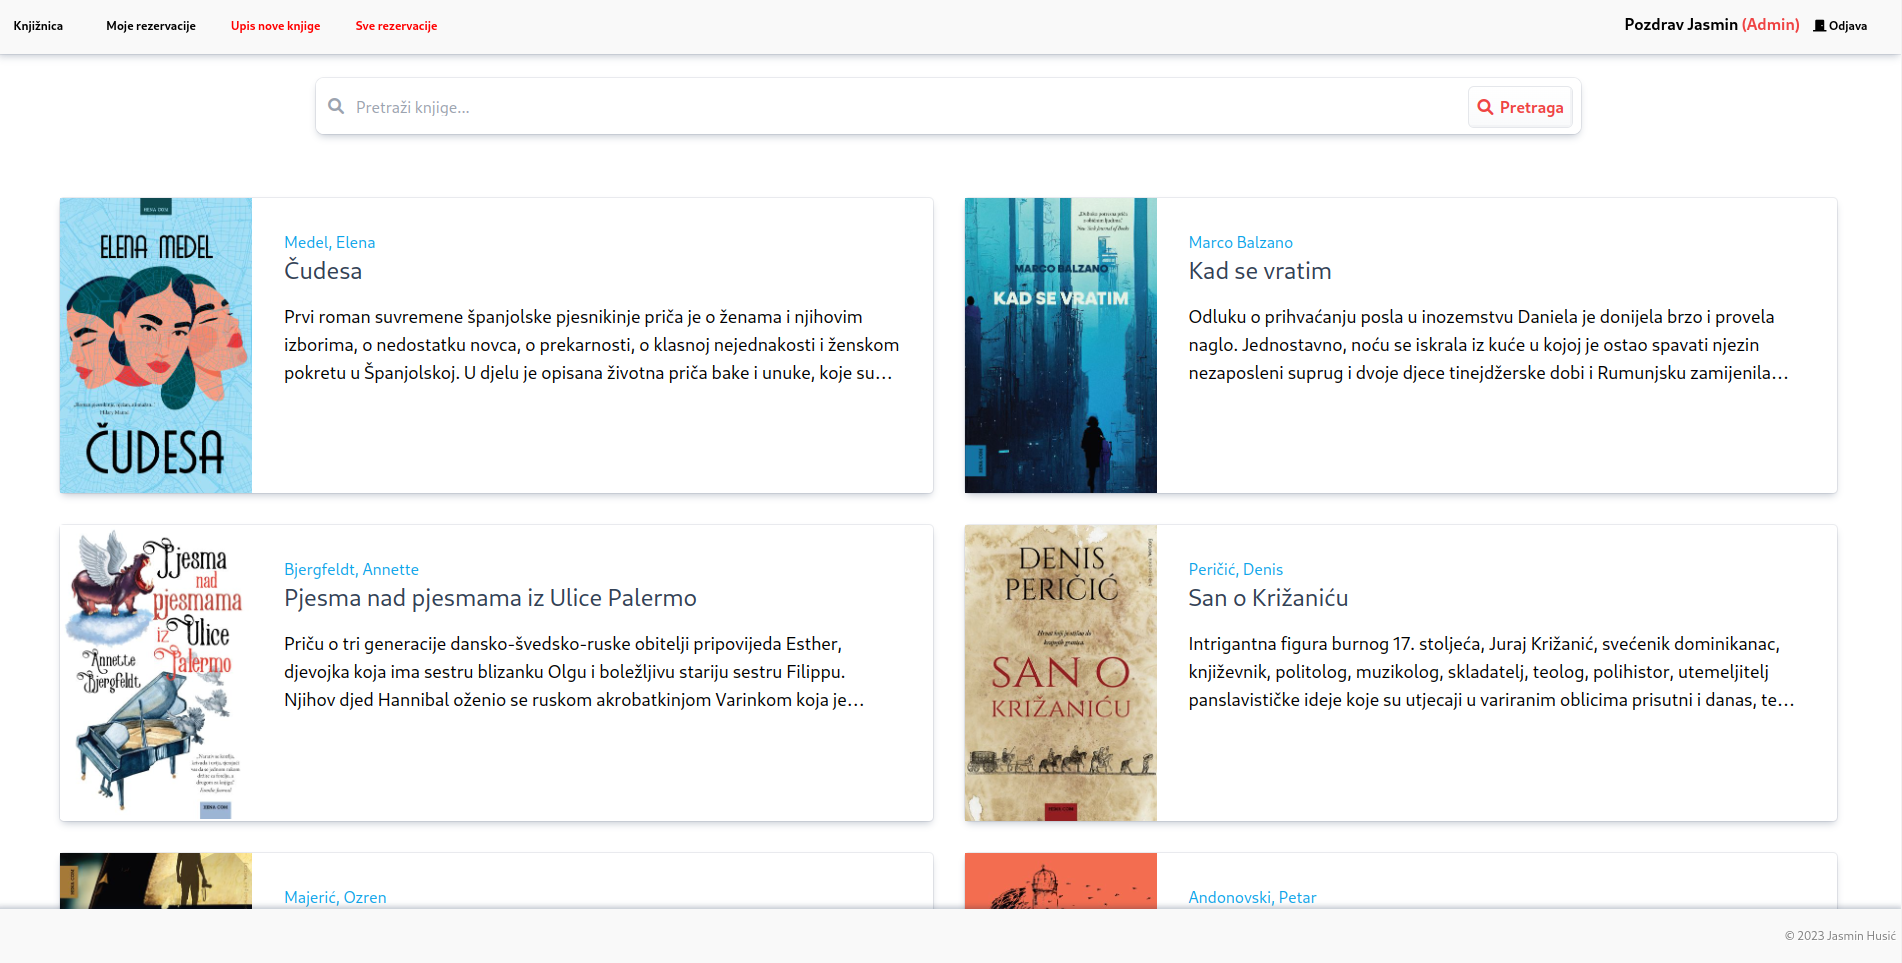 Knjižnica
Moje rezervacije
Upis nove knjige
Sve rezervacije
Pozdrav Jasmin (Admin)
Odjava
Pretraži knjige...
Pretraga
HENA COM
ELENA MEDEL
ČUDESA
Medel, Elena
Čudesa
Prvi roman suvremene španjolske pjesnikinje priča je o ženama i njihovim
izborima, o nedostatku novca, o prekarnosti, o klasnoj nejednakosti i ženskom
pokretu u Španjolskoj. U djelu je opisana životna priča bake i unuke, koje su…
MARCO BALZANO
KAD SE VRATIM
Marco Balzano
Kad se vratim
Odluku o prihvaćanju posla u inozemstvu Daniela je donijela brzo i provela
naglo. Jednostavno, noću se iskrala iz kuće u kojoj je ostao spavati njezin
nezaposleni suprug i dvoje djece tinejdžerske dobi i Rumunjsku zamijenila…
Pjesma
nad
pjesmama
iz Ulice
Palermo
Annette
Bjergfeldt
HENA COM
Bjergfeldt, Annette
Pjesma nad pjesmama iz Ulice Palermo
Priču o tri generacije dansko-švedsko-ruske obitelji pripovijeda Esther,
djevojka koja ima sestru blizanku Olgu i boležljivu stariju sestru Filippu.
Njihov djed Hannibal oženio se ruskom akrobatkinjom Varinkom koja je…
DENIS
PERIČIĆ
SAN O
KRIŽANIĆU
HENA COM
Peričić, Denis
San o Križaniću
Intrigantna figura burnog 17. stoljeća, Juraj Križanić, svećenik dominikanac,
književnik, politolog, muzikolog, skladatelj, teolog, polihistor, utemeljitelj
panslavističke ideje koje su utjecaji u variranim oblicima prisutni i danas, te…
Majerić, Ozren
Andonovski, Petar
© 2023 Jasmin Husić